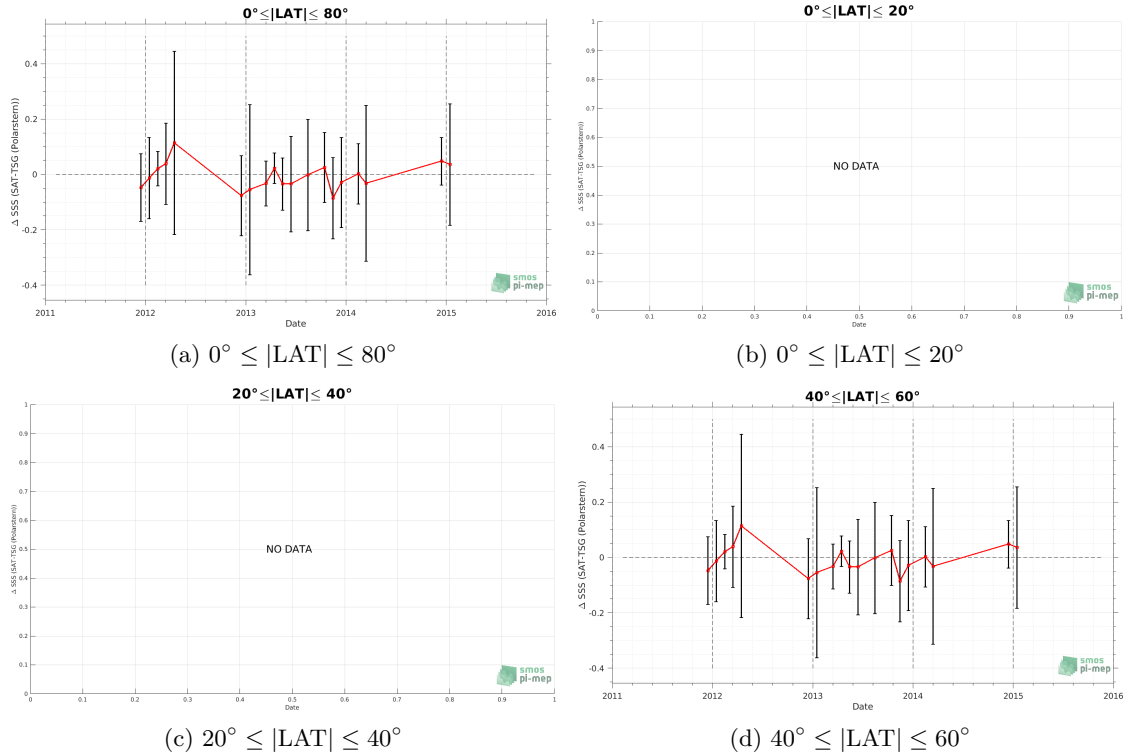 0°≤|LAT|≤ 80°
Δ SSS (SAT-TSG (Polarstern))
0.4
0.2
0
-0.2
-0.4
2011 2012 2013 2014 2015 2016
Date
smos
pi-mep
(a) 0° ≤ |LAT| ≤ 80°
0°≤|LAT|≤ 20°
Δ SSS (SAT-TSG (Polarstern))
1
0.9
0.8
0.7
0.6
0.5
0.4
0.3
0.2
0.1
0
NO DATA
0 0.1 0.2 0.3 0.4 0.5 0.6 0.7 0.8 0.9 1
Date
smos
pi-mep
(b) 0° ≤ |LAT| ≤ 20°
20°≤|LAT|≤ 40°
Δ SSS (SAT-TSG (Polarstern))
1
0.9
0.8
0.7
0.6
0.5
0.4
0.3
0.2
0.1
0
NO DATA
0 0.1 0.2 0.3 0.4 0.5 0.6 0.7 0.8 0.9 1
Date
smos
pi-mep
(c) 20° ≤ |LAT| ≤ 40°
40°≤|LAT|≤ 60°
Δ SSS (SAT-TSG (Polarstern))
0.4
0.2
0
-0.2
-0.4
2011 2012 2013 2014 2015 2016
Date
smos
pi-mep
(d) 40° ≤ |LAT| ≤ 60°